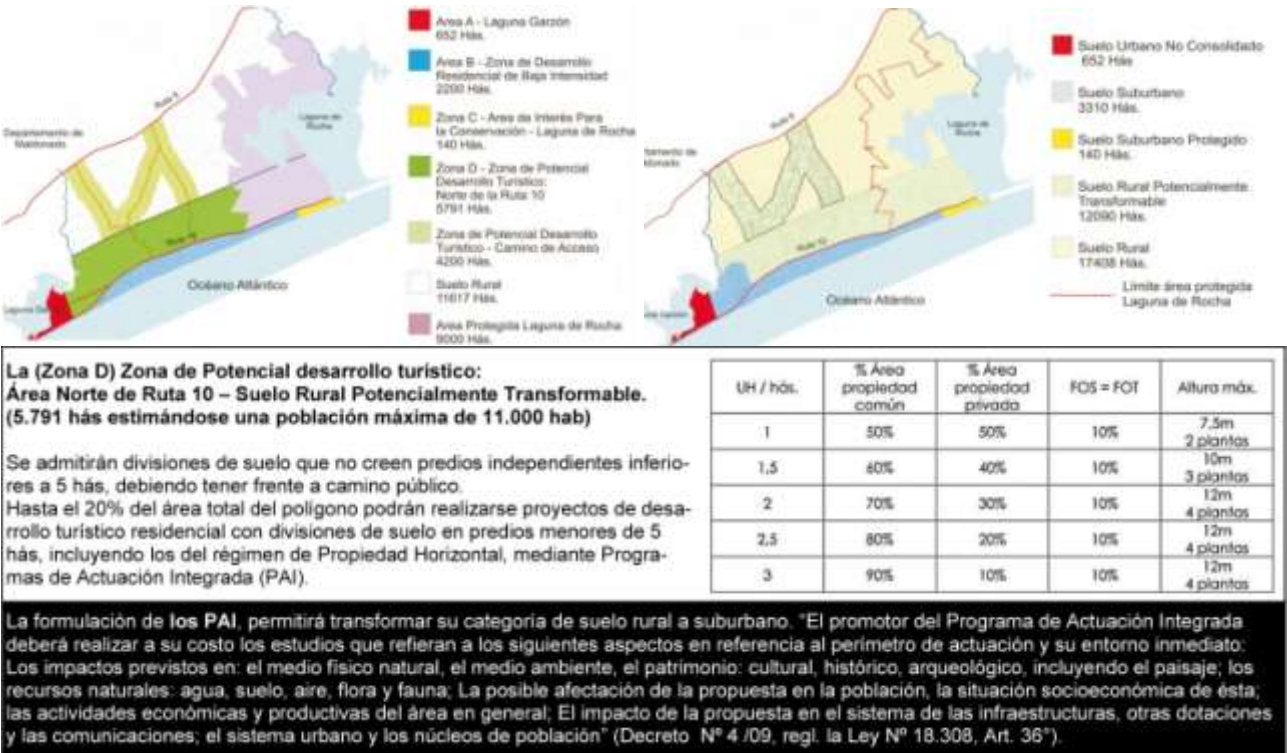 Area A - Laguna Garzón
652 Hás.
Area B - Zona de Desarrollo
Residencial de Baja Intensidad
2200 Hás.
Zona C - Area de Interés Para
la Conservación - Laguna de Rocha
140 Hás.
Zona D - Zona de Potencial
Desarrollo Turístico:
Norte de la Ruta 10
5791 Hás.
Zona de Potencial Desarrollo
Turístico - Camino de Acceso
4200 Hás.
Suelo Rural
11617 Hás.
Area Protegida Laguna de Rocha
9000 Hás.
Ruta 9
Departamento de
Maldonado
Laguna de
Rocha
Ruta 10
Océano Atlántico
Laguna
Suelo Urbano No Consolidado
652 Hás
Suelo Suburbano
3310 Hás.
Suelo Suburbano Protegido
140 Hás.
Suelo Rural Potencialmente
Transformable
12090 Hás.
Suelo Rural
17408 Hás.
Límite área protegida
Laguna de Rocha
Ruta 9
Laguna de
Rocha
Ruta 10
Océano Atlántico
La (Zona D) Zona de Potencial desarrollo turístico:
Área Norte de Ruta 10 – Suelo Rural Potencialmente Transformable.
(5.791 hás estimándose una población máxima de 11.000 hab)
Se admitirán divisiones de suelo que no creen predios independientes inferio-
res a 5 hás, debiendo tener frente a camino público.
Hasta el 20% del área total del polígono podrán realizarse proyectos de desa-
rrollo turístico residencial con divisiones de suelo en predios menores de 5
hás, incluyendo los del régimen de Propiedad Horizontal, mediante Progra-
mas de Actuación Integrada (PAI).
UH / hás. % Área propiedad común % Área propiedad privada FOS = FOT Altura máx.
1 50% 50% 10% 7,5m 2 plantas
1,5 60% 40% 10% 10m 3 plantas
2 70% 30% 10% 12m 4 plantas
2,5 80% 20% 10% 12m 4 plantas
3 90% 10% 10% 12m 4 plantas
La formulación de los PAI, permitirá transformar su categoría de suelo rural a suburbano. "El promotor del Programa de Actuación Integrada
deberá realizar a su costo los estudios que refieran a los siguientes aspectos en referencia al perímetro de actuación y su entorno inmediato:
Los impactos previstos en: el medio físico natural, el medio ambiente, el patrimonio: cultural, histórico, arqueológico, incluyendo el paisaje; los
recursos naturales: agua, suelo, aire, flora y fauna; La posible afectación de la propuesta en la población, la situación socioeconómica de ésta;
las actividades económicas y productivas del área en general; El impacto de la propuesta en el sistema de las infraestructuras, otras dotaciones
y las comunicaciones; el sistema urbano y los núcleos de población" (Decreto Nº 4 /09, regl. la Ley Nº 18.308, Art. 36°).